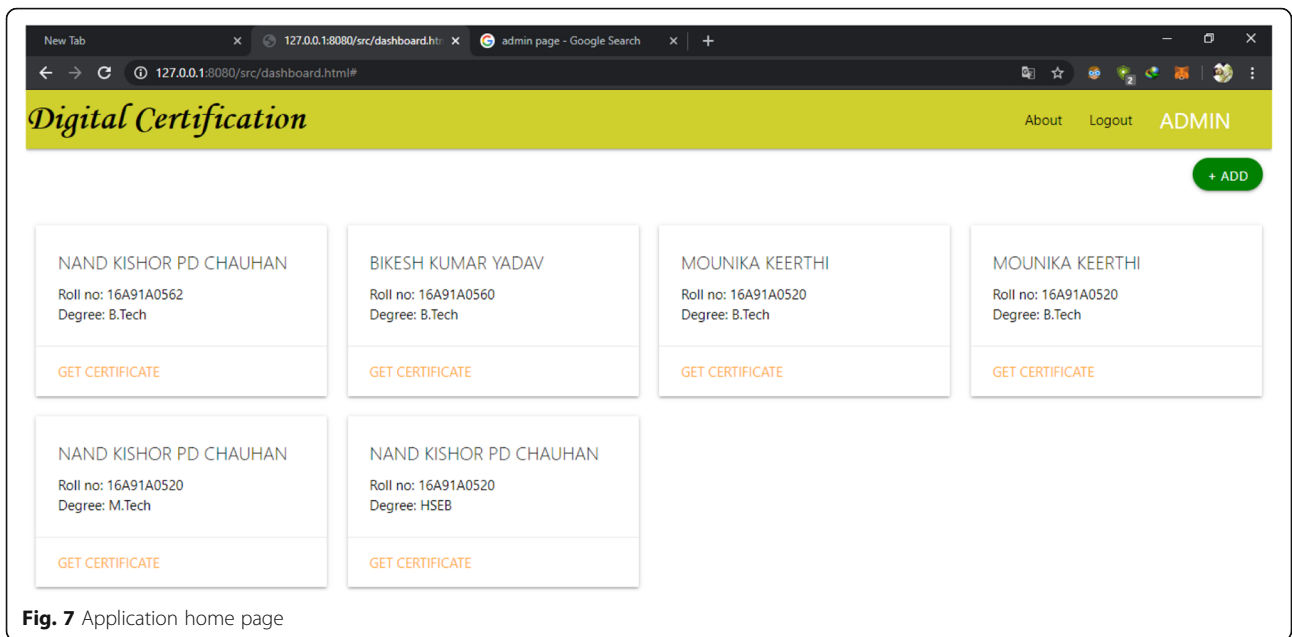 New Tab
127.0.0.1:8080/src/dashboard.htm
admin page - Google Search
127.0.0.1:8080/src/dashboard.html#
2
Digital Certification
About Logout ADMIN
+ ADD
NAND KISHOR PD CHAUHAN
Roll no: 16A91A0562
Degree: B.Tech
GET CERTIFICATE
BIKESH KUMAR YADAV
Roll no: 16A91A0560
Degree: B.Tech
GET CERTIFICATE
MOUNIKA KEERTHI
Roll no: 16A91A0520
Degree: B.Tech
GET CERTIFICATE
MOUNIKA KEERTHI
Roll no: 16A91A0520
Degree: B.Tech
GET CERTIFICATE
NAND KISHOR PD CHAUHAN
Roll no: 16A91A0520
Degree: M.Tech
GET CERTIFICATE
NAND KISHOR PD CHAUHAN
Roll no: 16A91A0520
Degree: HSEB
GET CERTIFICATE
Fig. 7 Application home page